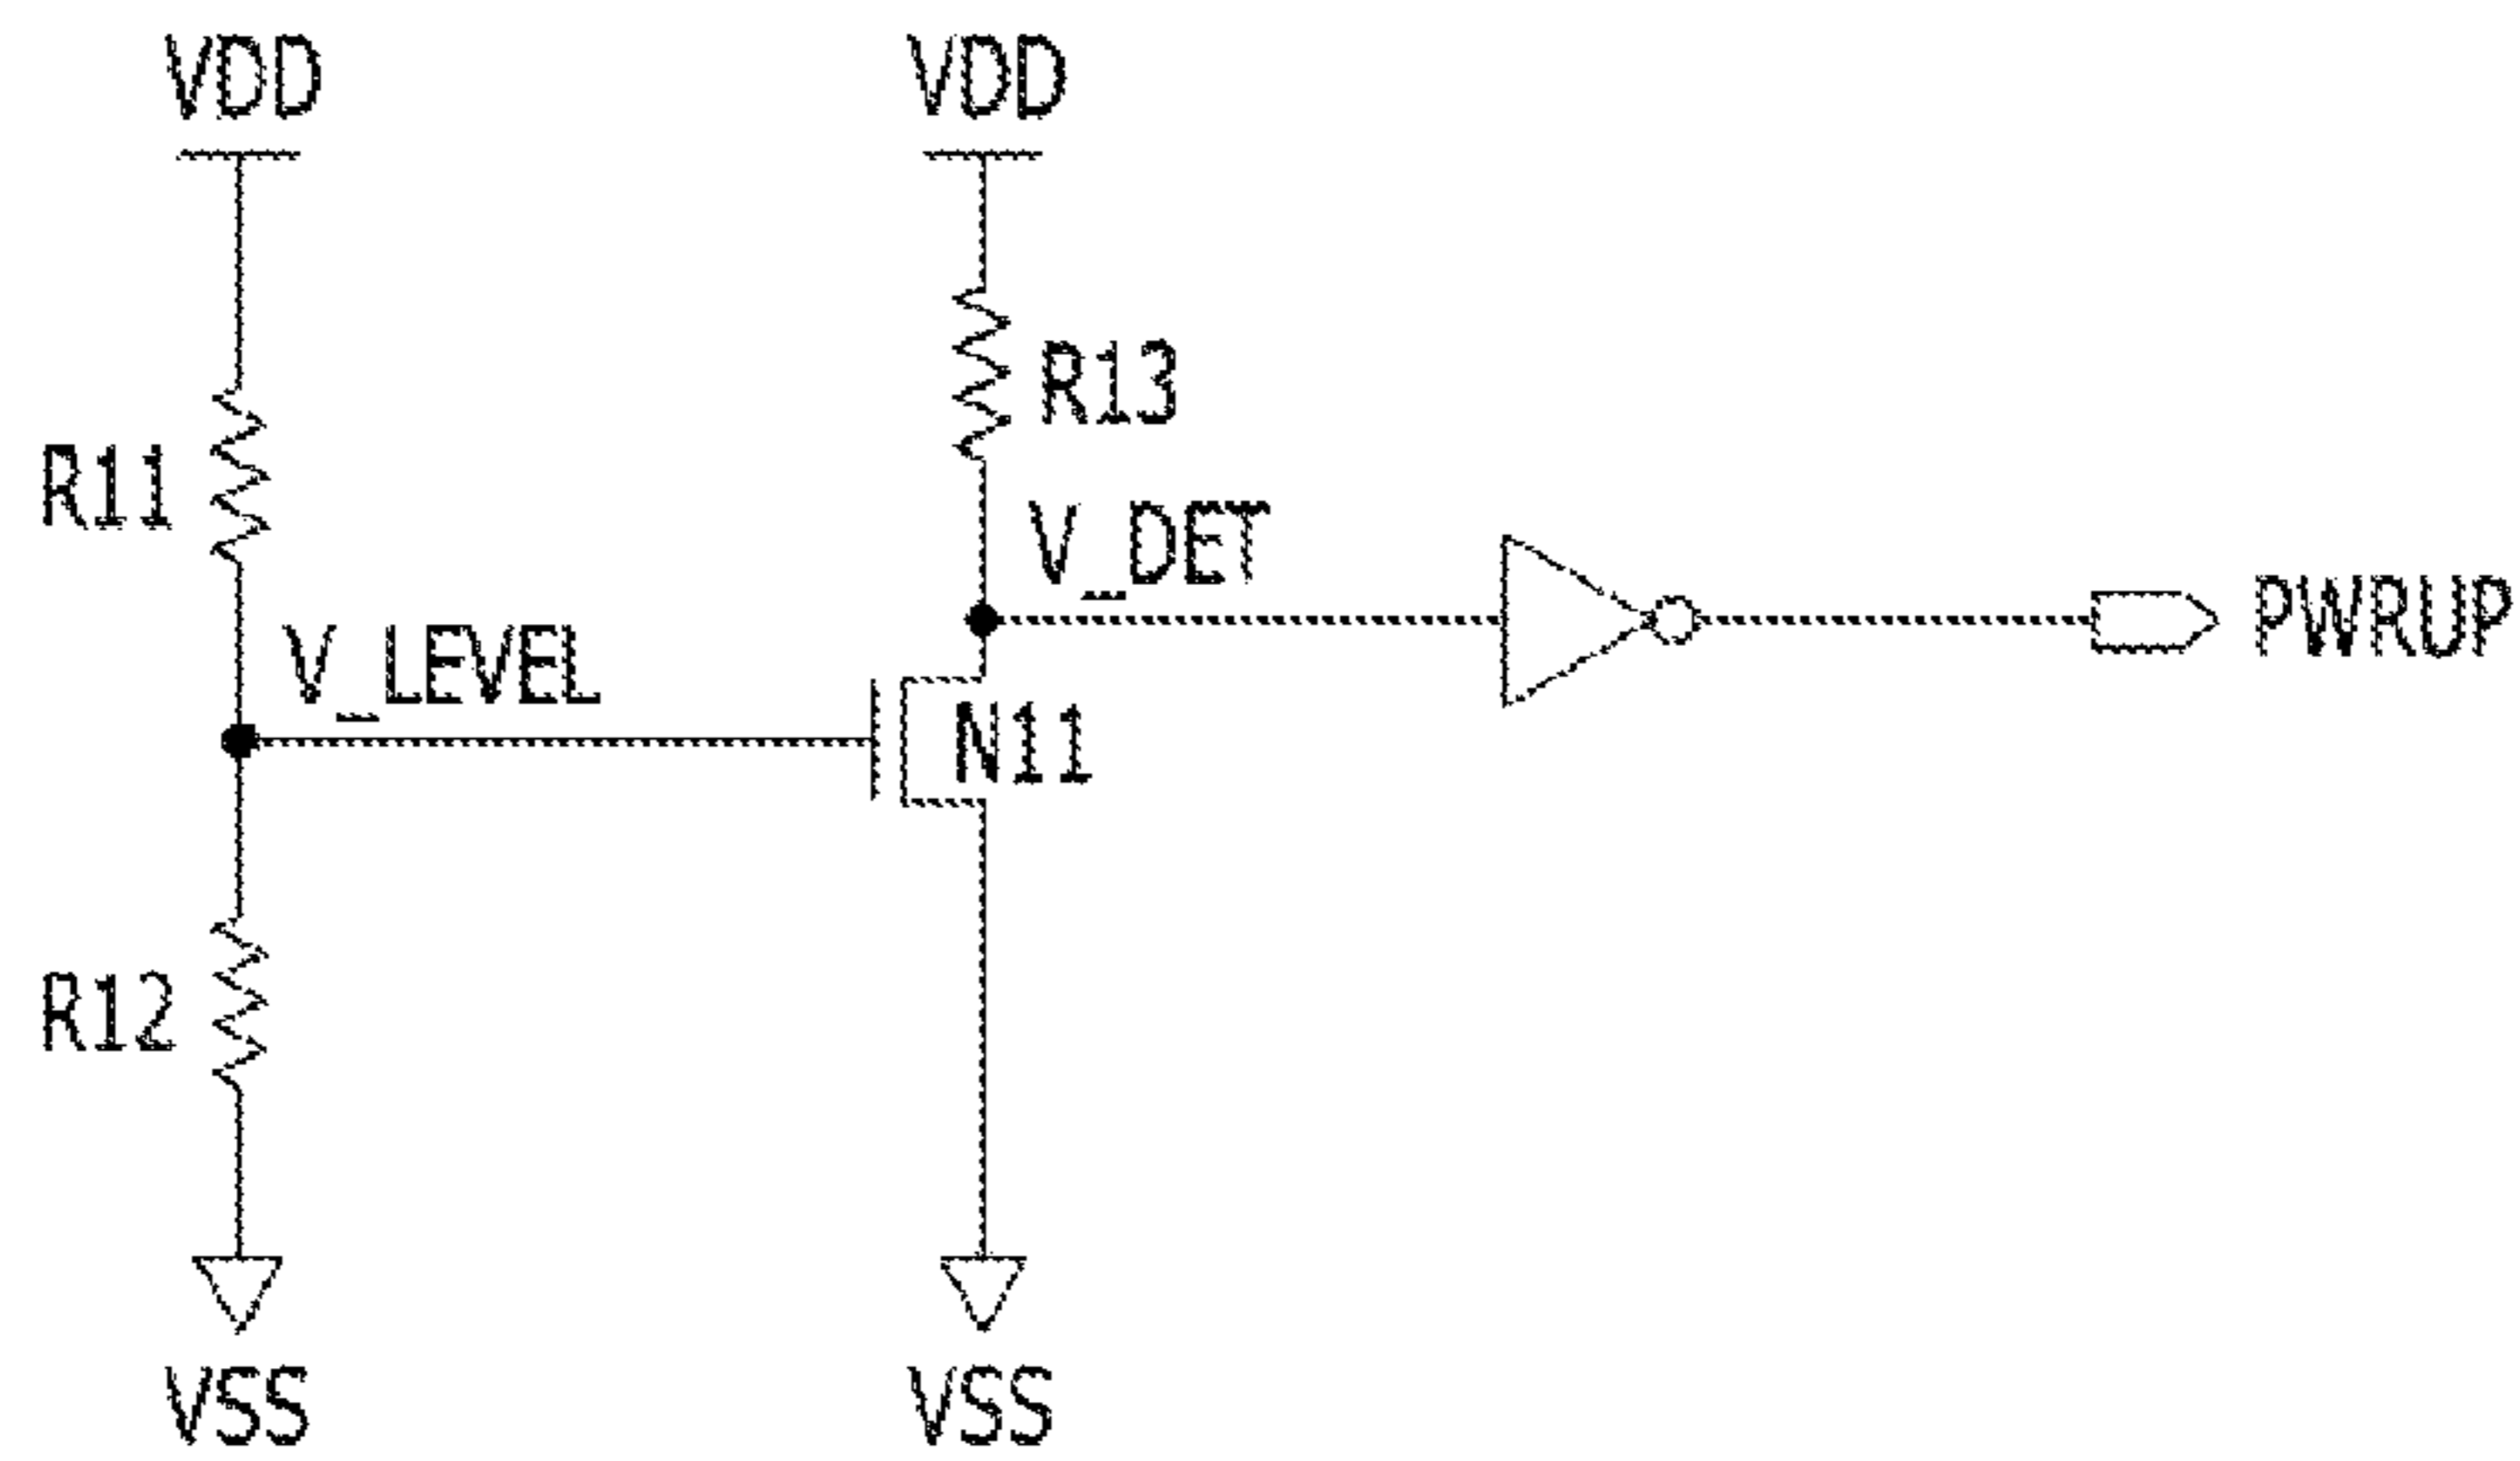 VDD
VDD
R13
R11
V_DET
PWRUP
V_LEVEL
N11
R12
VSS
VSS